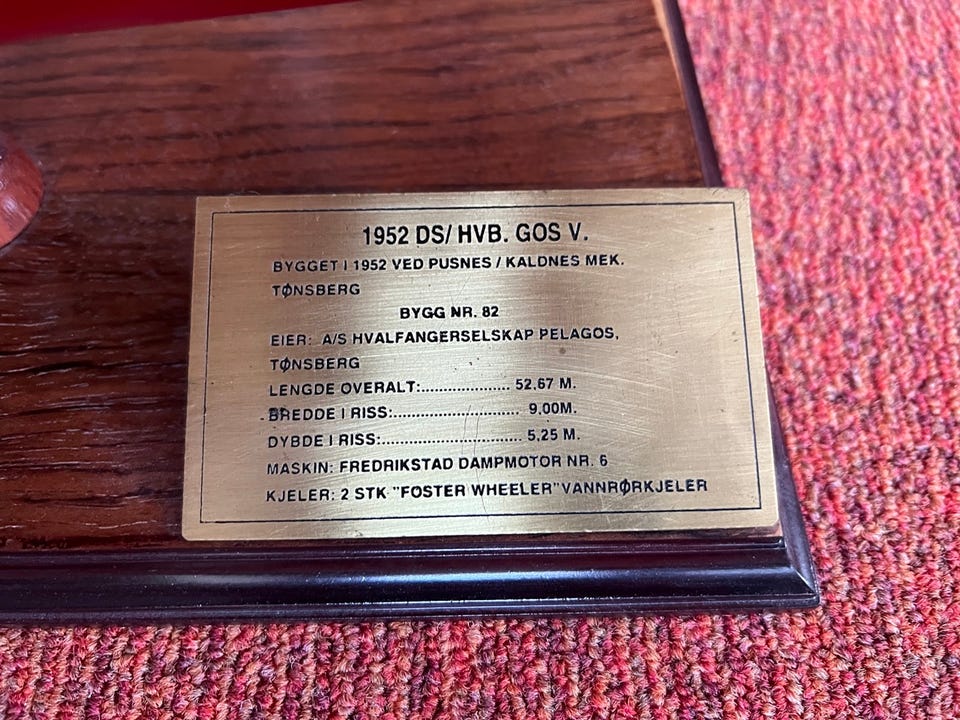 1952 DS/ HVB. GOS V.
BYGGET I 1952 VED PUSNES / KALDNES MEK.
TØNSBERG
BYGG NR. 82
EIER: A/S HVALFANGERSELSKAP PELAGOS,
TØNSBERG
LENGDE OVERALT:.................... 52.67 M.
BREDDE I RISS:............................ 9,00M.
DYBDE I RISS:............................... 5.25 M.
MASKIN: FREDRIKSTAD DAMPMOTOR NR. 6
KJELER: 2 STK "FOSTER WHEELER" VANNRØRKJELER